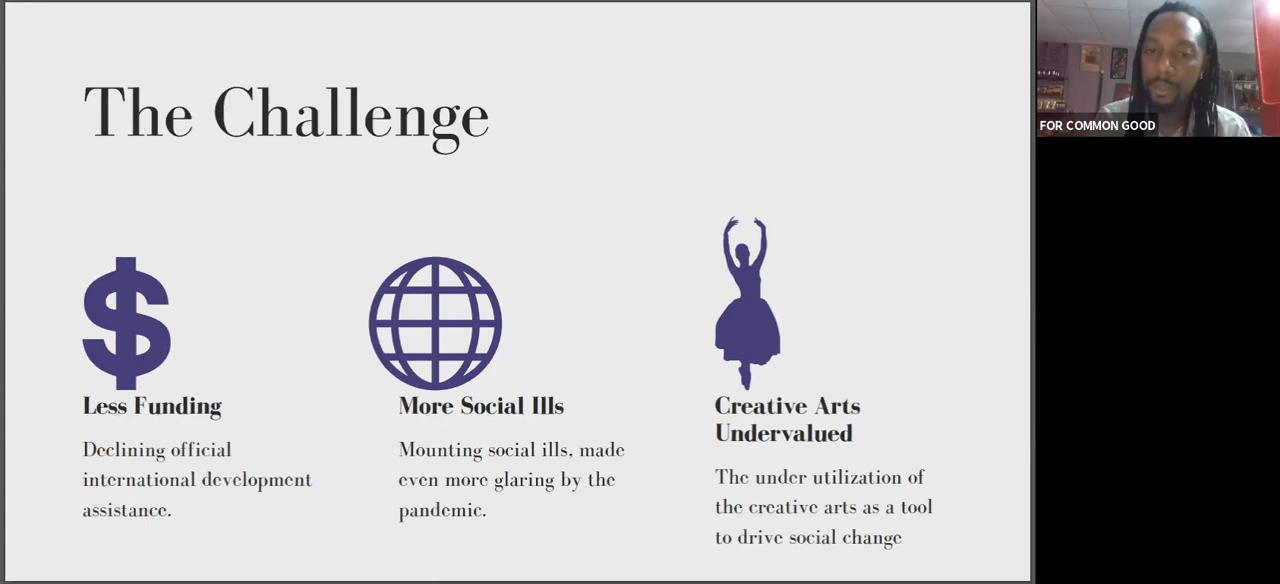 The Challenge
Less Funding
Declining official
international development
assistance.
More Social Ills
Mounting social ills, made
even more glaring by the
pandemic.
Creative Arts
Undervalued
The under utilization of
the creative arts as a tool
to drive social change
FOR COMMON GOOD